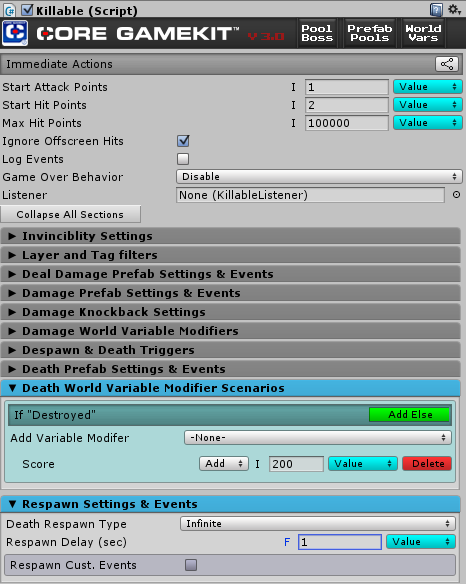 Killable (Script)
CORE GAMEKIT™ V 3.0 Pool Boss Prefab Pools World Vars
Immediate Actions
Start Attack Points I 1 Value
Start Hit Points I 2 Value
Max Hit Points I 100000 Value
Ignore Offscreen Hits
Log Events
Game Over Behavior Disable
Listener None (KillableListener)
Collapse All Sections
► Invinciblity Settings
► Layer and Tag filters
► Deal Damage Prefab Settings & Events
► Damage Prefab Settings & Events
► Damage Knockback Settings
► Damage World Variable Modifiers
► Despawn & Death Triggers
► Death Prefab Settings & Events
▼ Death World Variable Modifier Scenarios
If "Destroyed" Add Else
Add Variable Modifer -None-
Score Add I 200 Value Delete
▼ Respawn Settings & Events
Death Respawn Type Infinite
Respawn Delay (sec) F 1 Value
Respawn Cust. Events